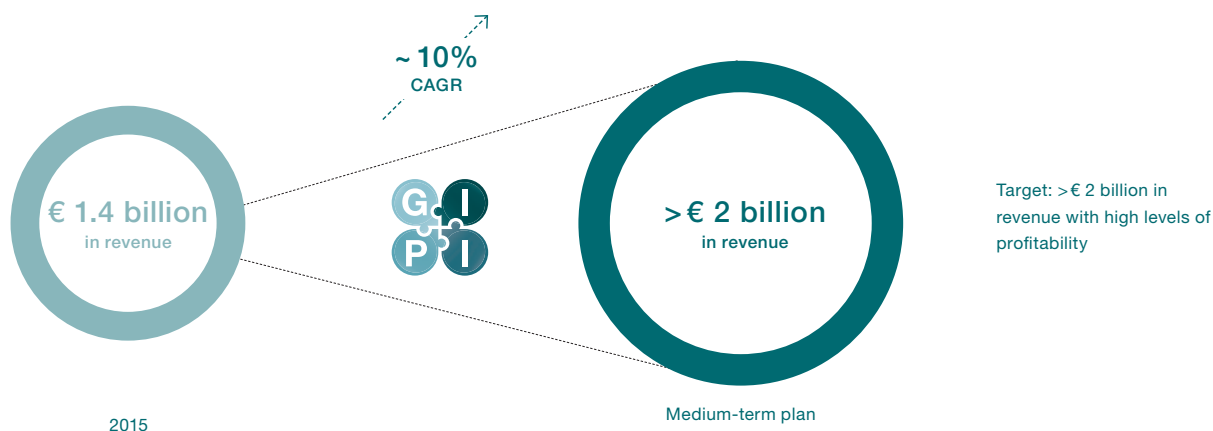 ~ 10%
CAGR
€ 1.4 billion
in revenue
G I
P I
> € 2 billion
in revenue
Target: > € 2 billion in
revenue with high levels of
profitability
2015
Medium-term plan